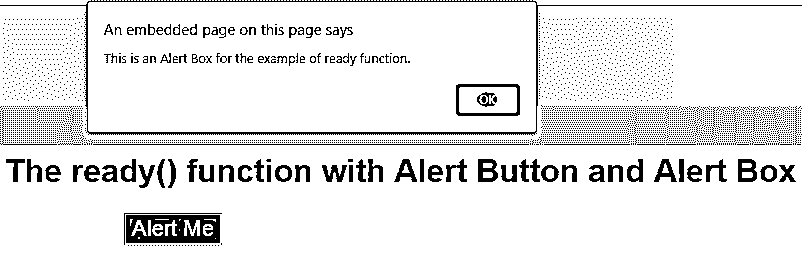 An embedded page on this page says
This is an Alert Box for the example of ready function.
OK
The ready() function with Alert Button and Alert Box
Alert Me